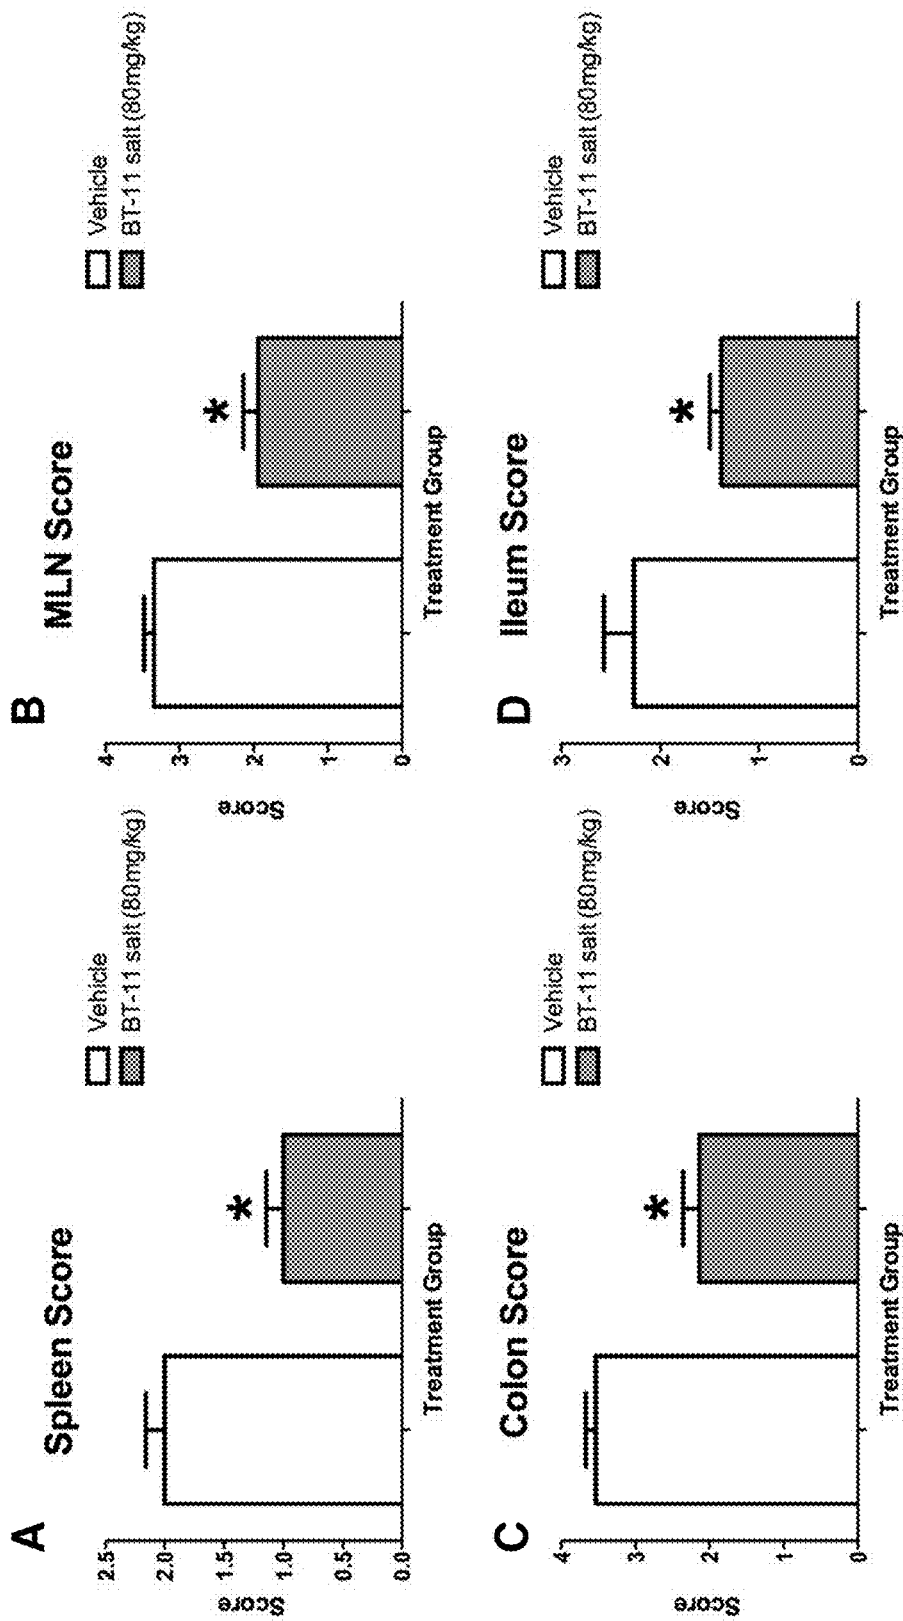 A
Spleen Score
Vehicle
BT-11 salt (80mg/kg)
Score
2.5
2.0
1.5
1.0
0.5
0.0
*
Treatment Group
B
MLN Score
Vehicle
BT-11 salt (80mg/kg)
Score
4
3
2
1
0
*
Treatment Group
C
Colon Score
Vehicle
BT-11 salt (80mg/kg)
Score
4
3
2
1
0
*
Treatment Group
D
Ileum Score
Vehicle
BT-11 salt (80mg/kg)
Score
3
2
1
0
*
Treatment Group